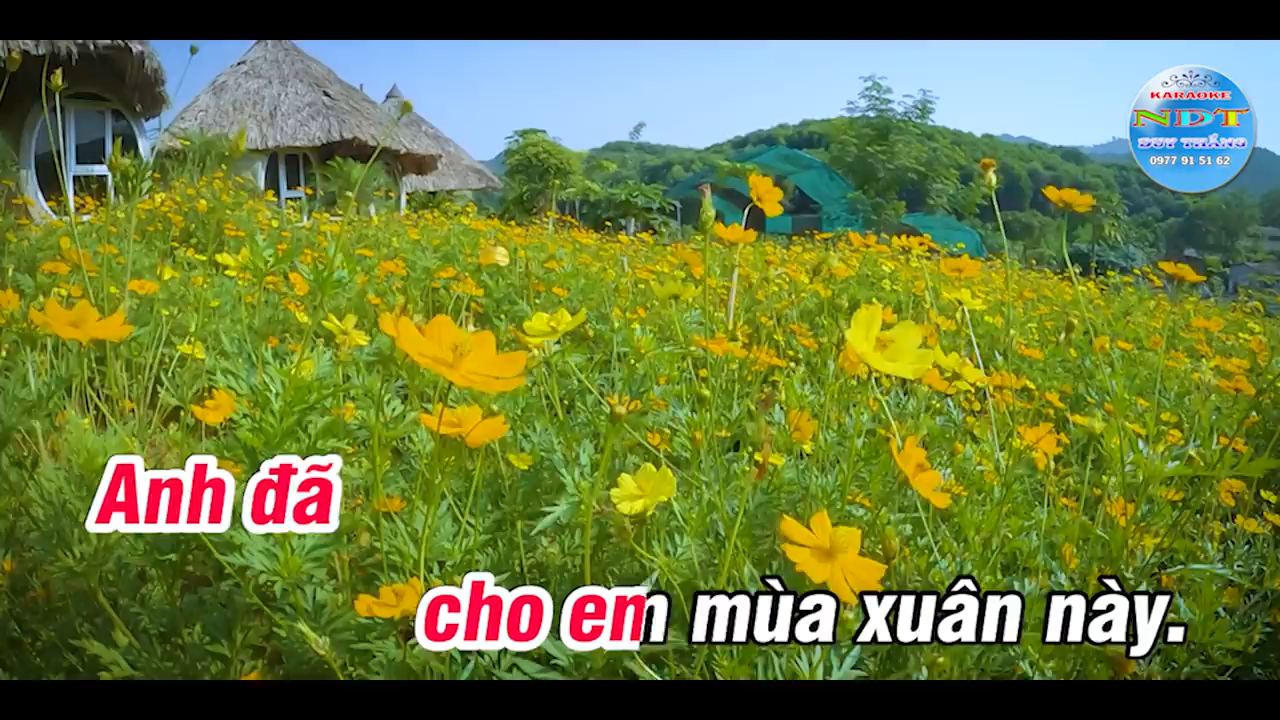 KARAOKE
NDT
DUY THẮNG
0977 91 51 62
Anh đã
cho em mùa xuân này.